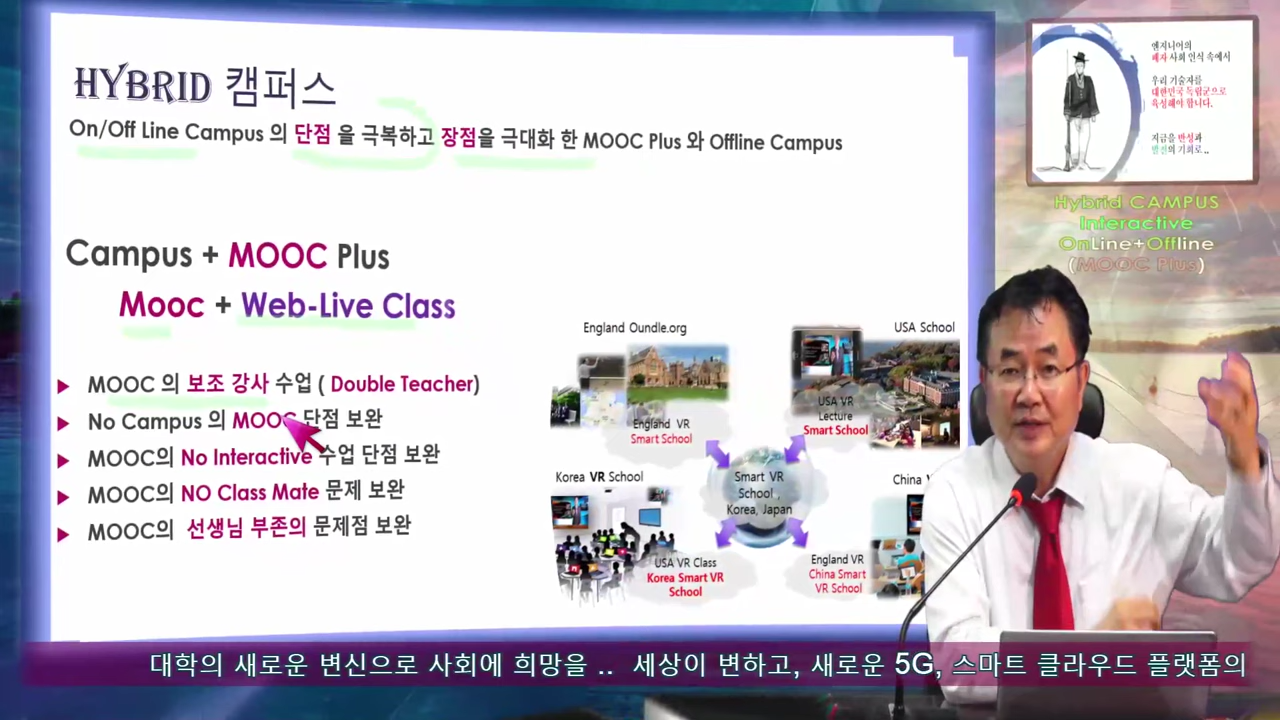 HYBRID 캠퍼스
On/Off Line Campus 의 단점 을 극복하고 장점을 극대화 한 MOOC Plus 와 Offline Campus
Campus + MOOC Plus
Mooc + Web-Live Class
MOOC 의 보조 강사 수업 ( Double Teacher)
No Campus 의 MOOC 단점 보완
MOOC의 No Interactive 수업 단점 보완
MOOC의 NO Class Mate 문제 보완
MOOC의 선생님 부존의 문제점 보완
England Oundle.org
USA School
England VR
Smart School
USA VR
Lecture
Smart School
Korea VR School
Smart VR
School ,
Korea, Japan
China
USA VR Class
Korea Smart VR
School
England VR
China Smart
VR School
엔지니어의
패자 사회 인식 속에서
우리 기술자를
대한민국 독립군으로
육성해야 합니다.
지금을 반성과
발전의 기회로..
Hybrid CAMPUS
Interactive
OnLine+Offline
(MOOC Plus)
대학의 새로운 변신으로 사회에 희망을 .. 세상이 변하고, 새로운 5G, 스마트 클라우드 플랫폼의